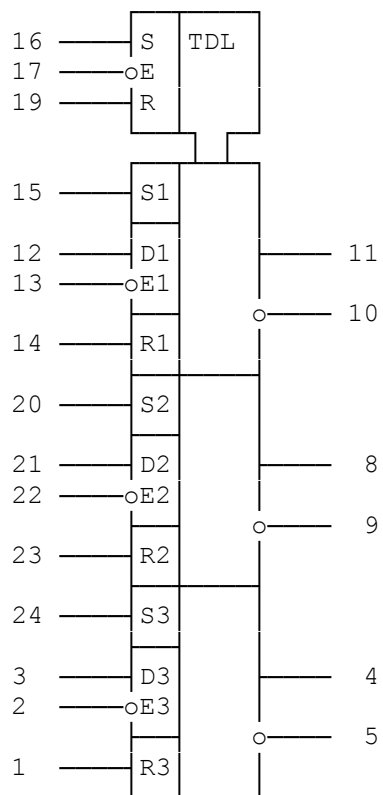 16 S TDL
17 E
19 R
15 S1
12 D1 11
13 E1
10
14 R1
20 S2
21 D2 8
22 E2
9
23 R2
24 S3
3 D3 4
2 E3
5
1 R3